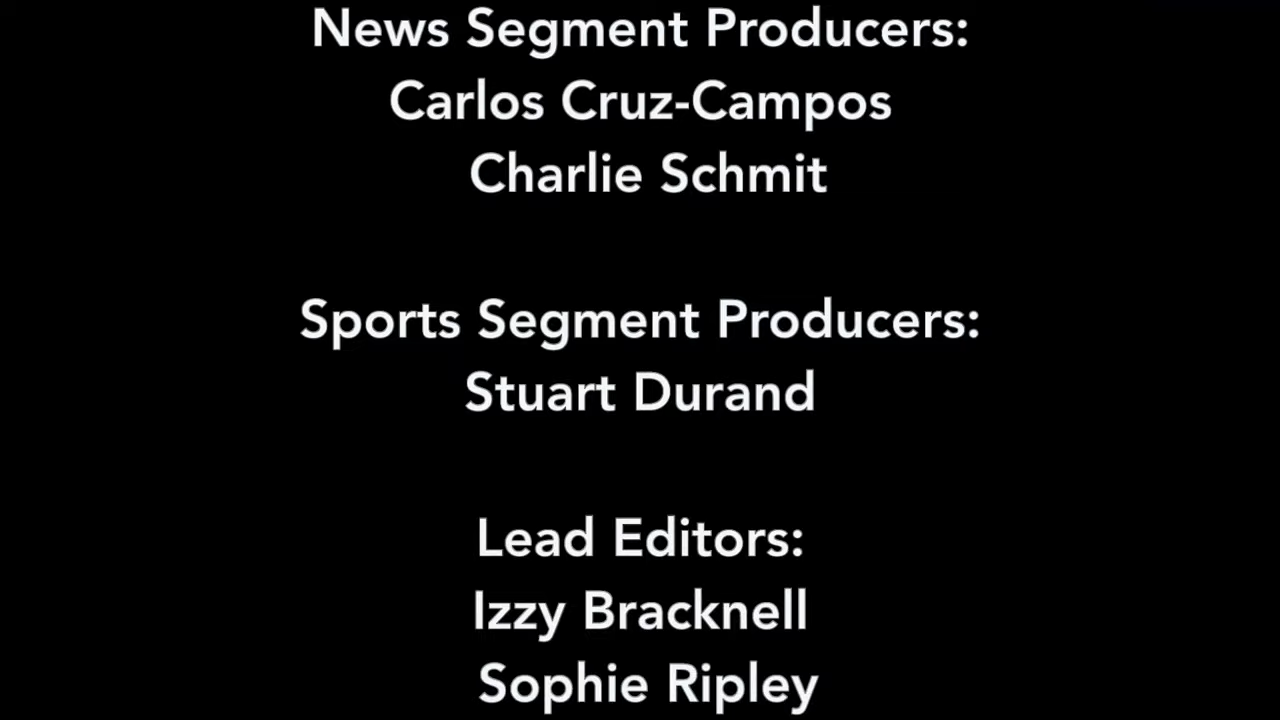 News Segment Producers:
Carlos Cruz-Campos
Charlie Schmit
Sports Segment Producers:
Stuart Durand
Lead Editors:
Izzy Bracknell
Sophie Ripley